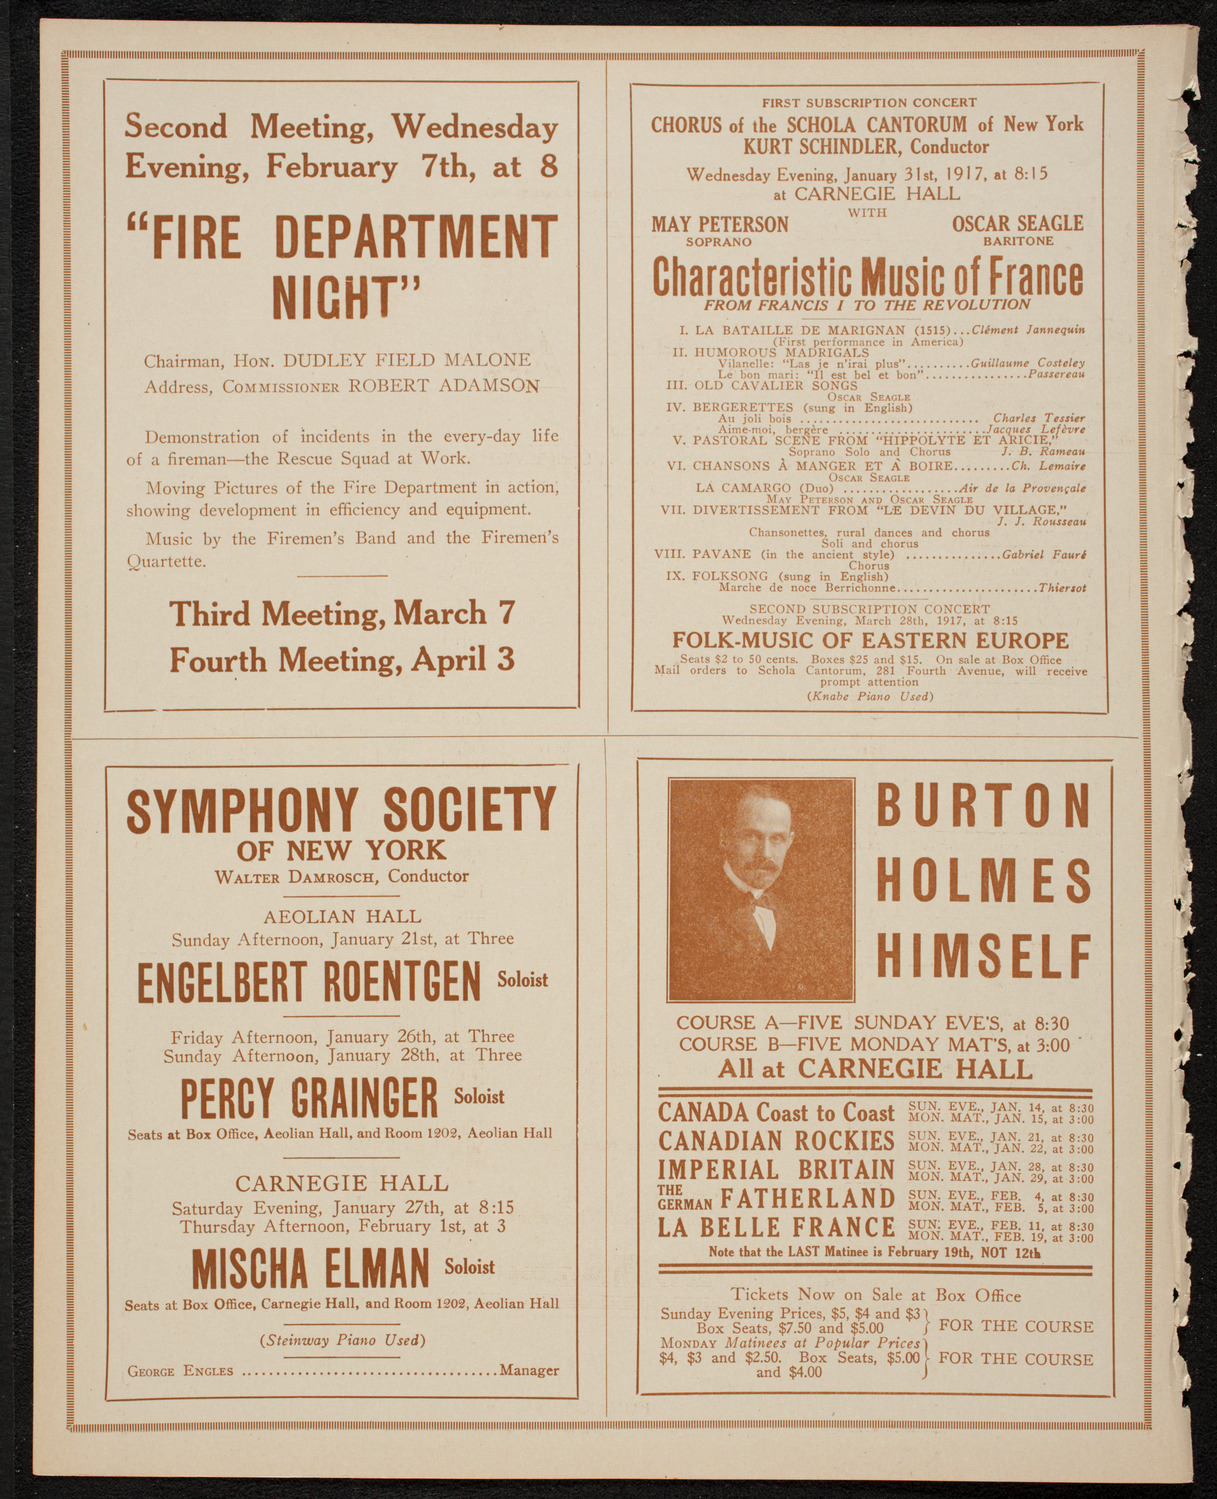 Second Meeting, Wednesday
Evening, February 7th, at 8
"FIRE DEPARTMENT
NIGHT"
Chairman, HON. DUDLEY FIELD MALONE
Address, COMMISSIONER ROBERT ADAMSON
Demonstration of incidents in the every-day life
of a fireman—the Rescue Squad at Work.
Moving Pictures of the Fire Department in action,
showing development in efficiency and equipment.
Music by the Firemen's Band and the Firemen's
Quartette.
Third Meeting, March 7
Fourth Meeting, April 3
FIRST SUBSCRIPTION CONCERT
CHORUS of the SCHOLA CANTORUM of New York
KURT SCHINDLER, Conductor
Wednesday Evening, January 31st, 1917, at 8:15
at CARNEGIE HALL
WITH
MAY PETERSON OSCAR SEAGLE
SOPRANO BARITONE
Characteristic Music of France
FROM FRANCIS I TO THE REVOLUTION
I. LA BATAILLE DE MARIGNAN (1515)...Clément Jannequin
(First performance in America)
II. HUMOROUS MADRIGALS
Vilanelle: "Las je n'irai plus"..........Guillaume Costeley
Le bon mari: "Il est bel et bon"................Passereau
III. OLD CAVALIER SONGS
OSCAR SEAGLE
IV. BERGERETTES (sung in English)
Au joli bois ............................ Charles Tessier
Aime-moi, bergère ......................Jacques Lefèvre
V. PASTORAL SCENE FROM "HIPPOLYTE ET ARICIE,"
Soprano Solo and Chorus J. B. Rameau
VI. CHANSONS À MANGER ET À BOIRE.........Ch. Lemaire
OSCAR SEAGLE
LA CAMARGO (Duo) ..................Air de la Provençale
MAY PETERSON AND OSCAR SEAGLE
VII. DIVERTISSEMENT FROM "LE DEVIN DU VILLAGE,"
J. J. Rousseau
Chansonettes, rural dances and chorus
Soli and chorus
VIII. PAVANE (in the ancient style) ...............Gabriel Fauré
Chorus
IX. FOLKSONG (sung in English)
Marche de noce Berrichonne......................Thiersot
SECOND SUBSCRIPTION CONCERT
Wednesday Evening, March 28th, 1917, at 8:15
FOLK-MUSIC OF EASTERN EUROPE
Seats $2 to 50 cents. Boxes $25 and $15. On sale at Box Office
Mail orders to Schola Cantorum, 281 Fourth Avenue, will receive
prompt attention
(Knabe Piano Used)
SYMPHONY SOCIETY
OF NEW YORK
WALTER DAMROSCH, Conductor
AEOLIAN HALL
Sunday Afternoon, January 21st, at Three
ENGELBERT ROENTGEN Soloist
Friday Afternoon, January 26th, at Three
Sunday Afternoon, January 28th, at Three
PERCY GRAINGER Soloist
Seats at Box Office, Aeolian Hall, and Room 1202, Aeolian Hall
CARNEGIE HALL
Saturday Evening, January 27th, at 8:15
Thursday Afternoon, February 1st, at 3
MISCHA ELMAN Soloist
Seats at Box Office, Carnegie Hall, and Room 1202, Aeolian Hall
(Steinway Piano Used)
GEORGE ENGLES ..................................Manager
BURTON
HOLMES
HIMSELF
COURSE A—FIVE SUNDAY EVE'S, at 8:30
COURSE B—FIVE MONDAY MAT'S, at 3:00
All at CARNEGIE HALL
CANADA Coast to Coast SUN. EVE., JAN. 14, at 8:30
MON. MAT., JAN. 15, at 3:00
CANADIAN ROCKIES SUN. EVE., JAN. 21, at 8:30
MON. MAT., JAN. 22, at 3:00
IMPERIAL BRITAIN SUN. EVE., JAN. 28, at 8:30
MON. MAT., JAN. 29, at 3:00
THE GERMAN FATHERLAND SUN. EVE., FEB. 4, at 8:30
MON. MAT., FEB. 5, at 3:00
LA BELLE FRANCE SUN. EVE., FEB. 11, at 8:30
MON. MAT., FEB. 19, at 3:00
Note that the LAST Matinee is February 19th, NOT 12th
Tickets Now on Sale at Box Office
Sunday Evening Prices, $5, $4 and $3
Box Seats, $7.50 and $5.00 } FOR THE COURSE
MONDAY Matinees at Popular Prices
$4, $3 and $2.50. Box Seats, $5.00 } FOR THE COURSE
and $4.00